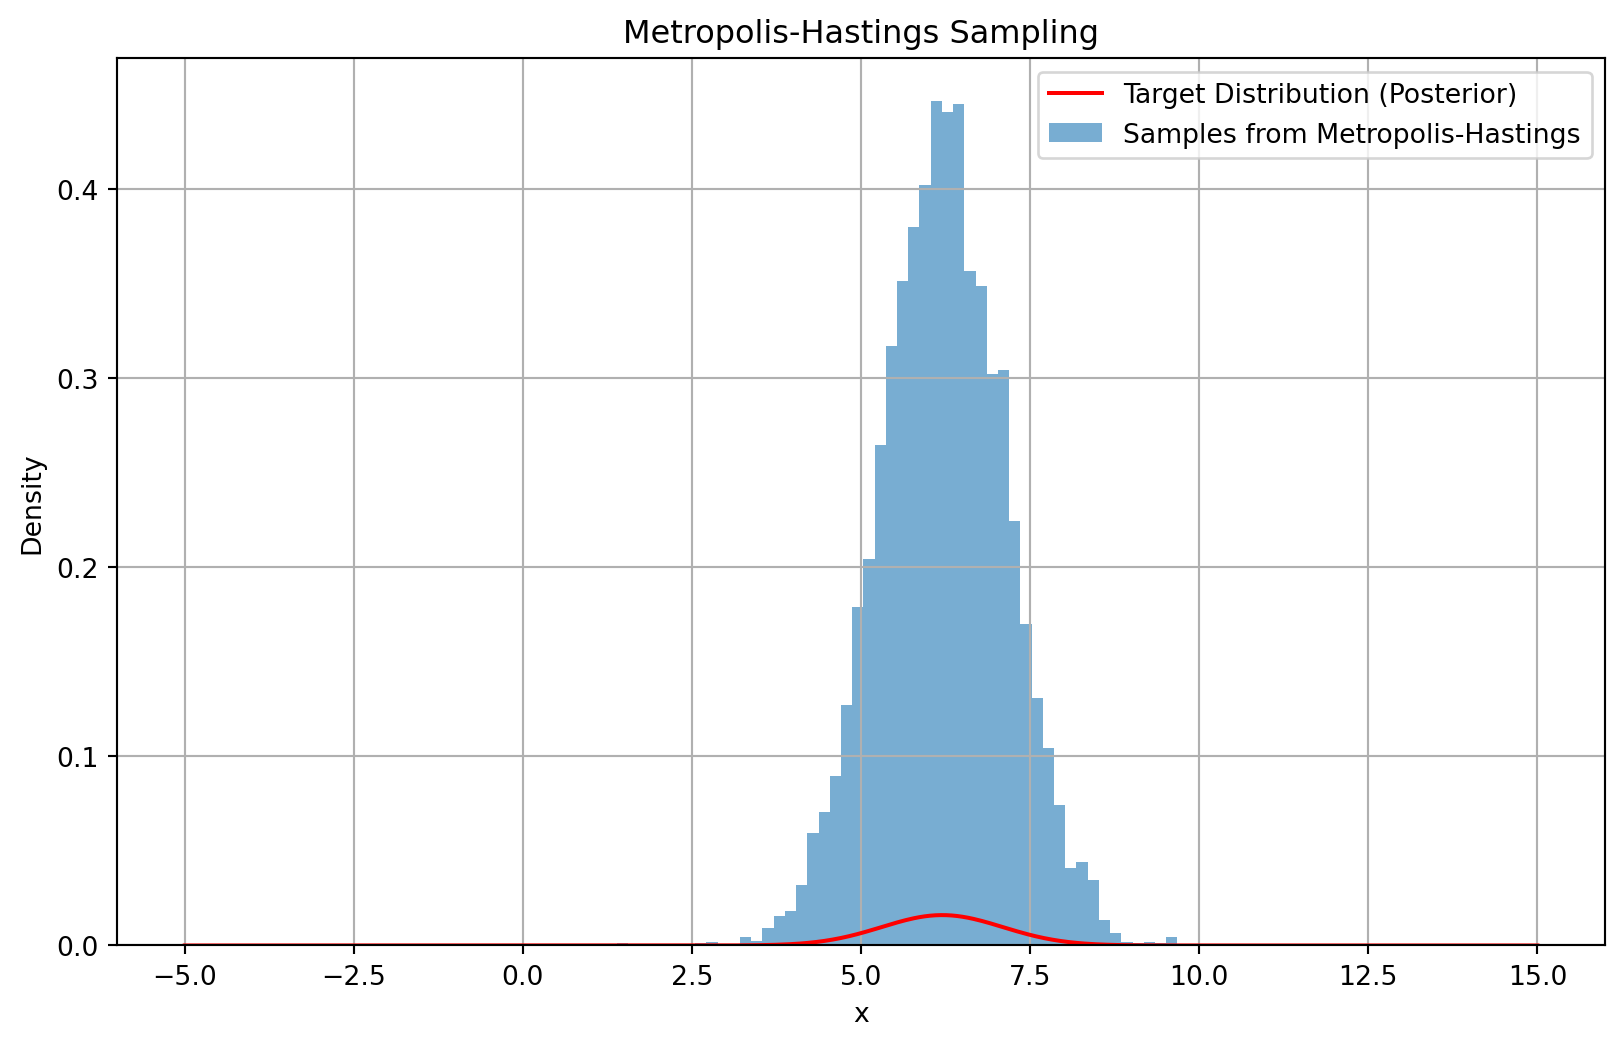 Metropolis-Hastings Sampling
Target Distribution (Posterior)
Samples from Metropolis-Hastings
Density
0.4
0.3
0.2
0.1
0.0
−5.0 −2.5 0.0 2.5 5.0 7.5 10.0 12.5 15.0
x